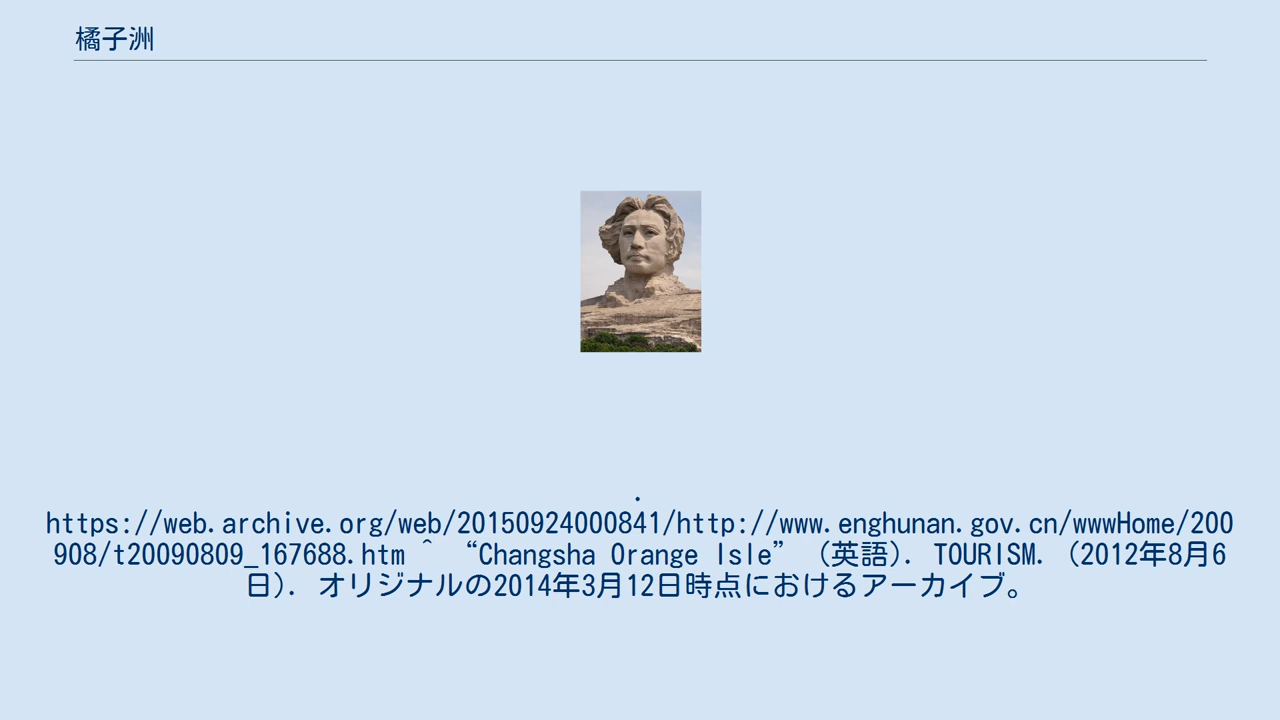 橘子洲
.
https://web.archive.org/web/20150924000841/http://www.enghunan.gov.cn/wwwHome/200
908/t20090809_167688.htm ^ “Changsha Orange Isle” (英語). TOURISM. (2012年8月6
日). オリジナルの2014年3月12日時点におけるアーカイブ。